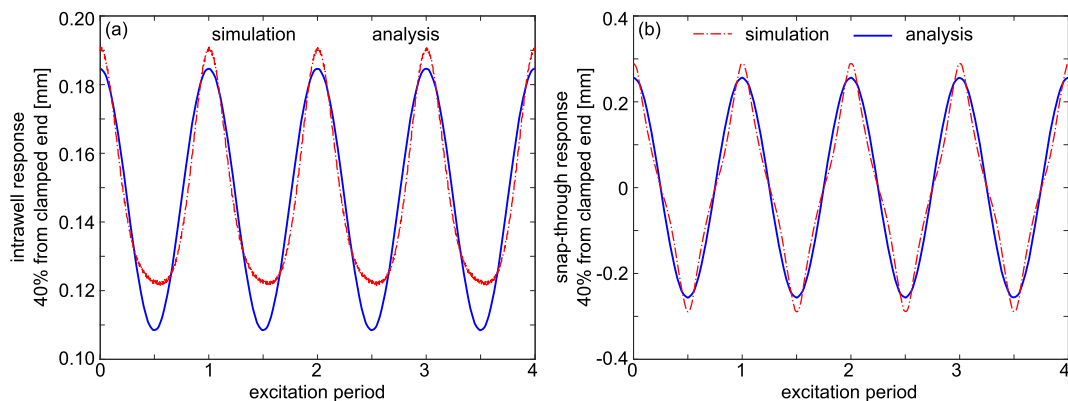 (a) simulation analysis
intrawell response
40% from clamped end [mm]
0.20
0.18
0.16
0.14
0.12
0.10
0 1 2 3 4
excitation period
(b) simulation analysis
snap-through response
40% from clamped end [mm]
0.4
0.2
0
-0.2
-0.4
0 1 2 3 4
excitation period